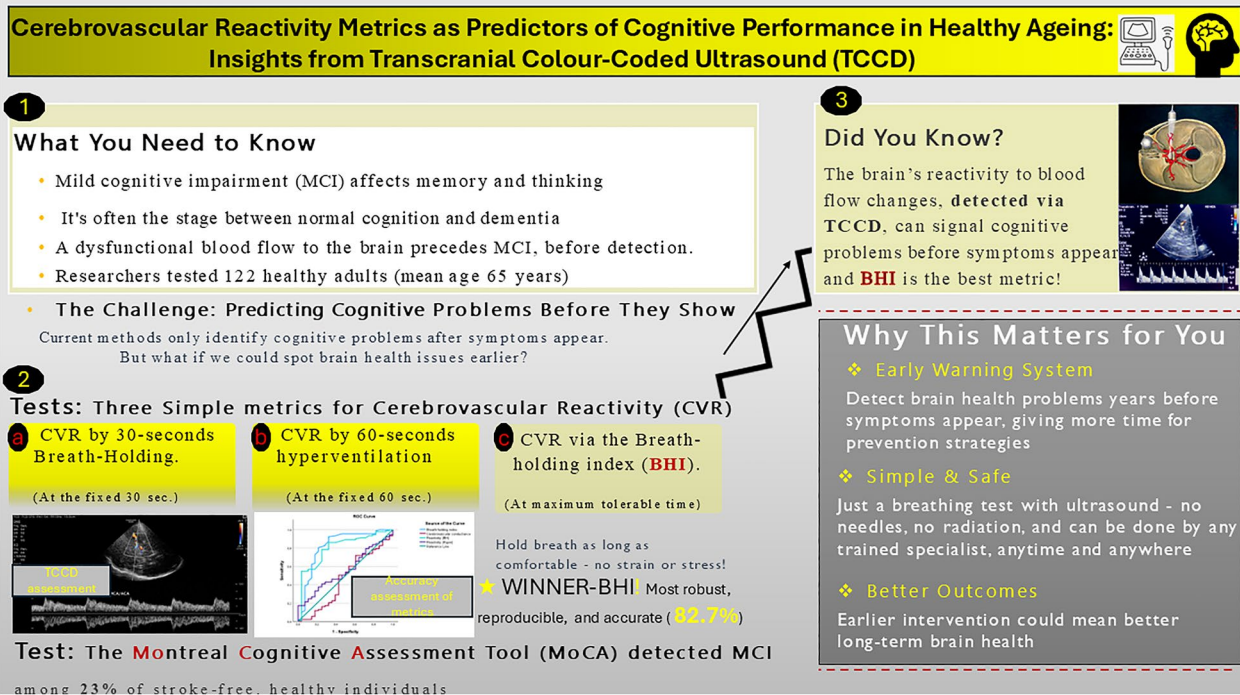 Cerebrovascular Reactivity Metrics as Predictors of Cognitive Performance in Healthy Ageing:
Insights from Transcranial Colour-Coded Ultrasound (TCCD)
1
What You Need to Know
• Mild cognitive impairment (MCI) affects memory and thinking
• It's often the stage between normal cognition and dementia
• A dysfunctional blood flow to the brain precedes MCI, before detection.
• Researchers tested 122 healthy adults (mean age 65 years)
• The Challenge: Predicting Cognitive Problems Before They Show
Current methods only identify cognitive problems after symptoms appear.
But what if we could spot brain health issues earlier?
2
Tests: Three Simple metrics for Cerebrovascular Reactivity (CVR)
a CVR by 30-seconds
Breath-Holding.
(At the fixed 30 sec.)
b CVR by 60-seconds
hyperventilation
(At the fixed 60 sec.)
c CVR via the Breath-
holding index (BHI).
(At maximum tolerable time)
TCCD
assessment
ROC Curve
Source of the Curve
Sensitivity
1 - Specificity
Accuracy
assessment of
metrics
Hold breath as long as
comfortable - no strain or stress!
WINNER-BHI! Most robust,
reproducible, and accurate ( 82.7%)
Test: The Montreal Cognitive Assessment Tool (MoCA) detected MCI
among 23% of stroke-free, healthy individuals
3
Did You Know?
The brain's reactivity to blood
flow changes, detected via
TCCD, can signal cognitive
problems before symptoms appear
and BHI is the best metric!
Why This Matters for You
❖ Early Warning System
Detect brain health problems years before
symptoms appear, giving more time for
prevention strategies
❖ Simple & Safe
Just a breathing test with ultrasound - no
needles, no radiation, and can be done by any
trained specialist, anytime and anywhere
❖ Better Outcomes
Earlier intervention could mean better
long-term brain health